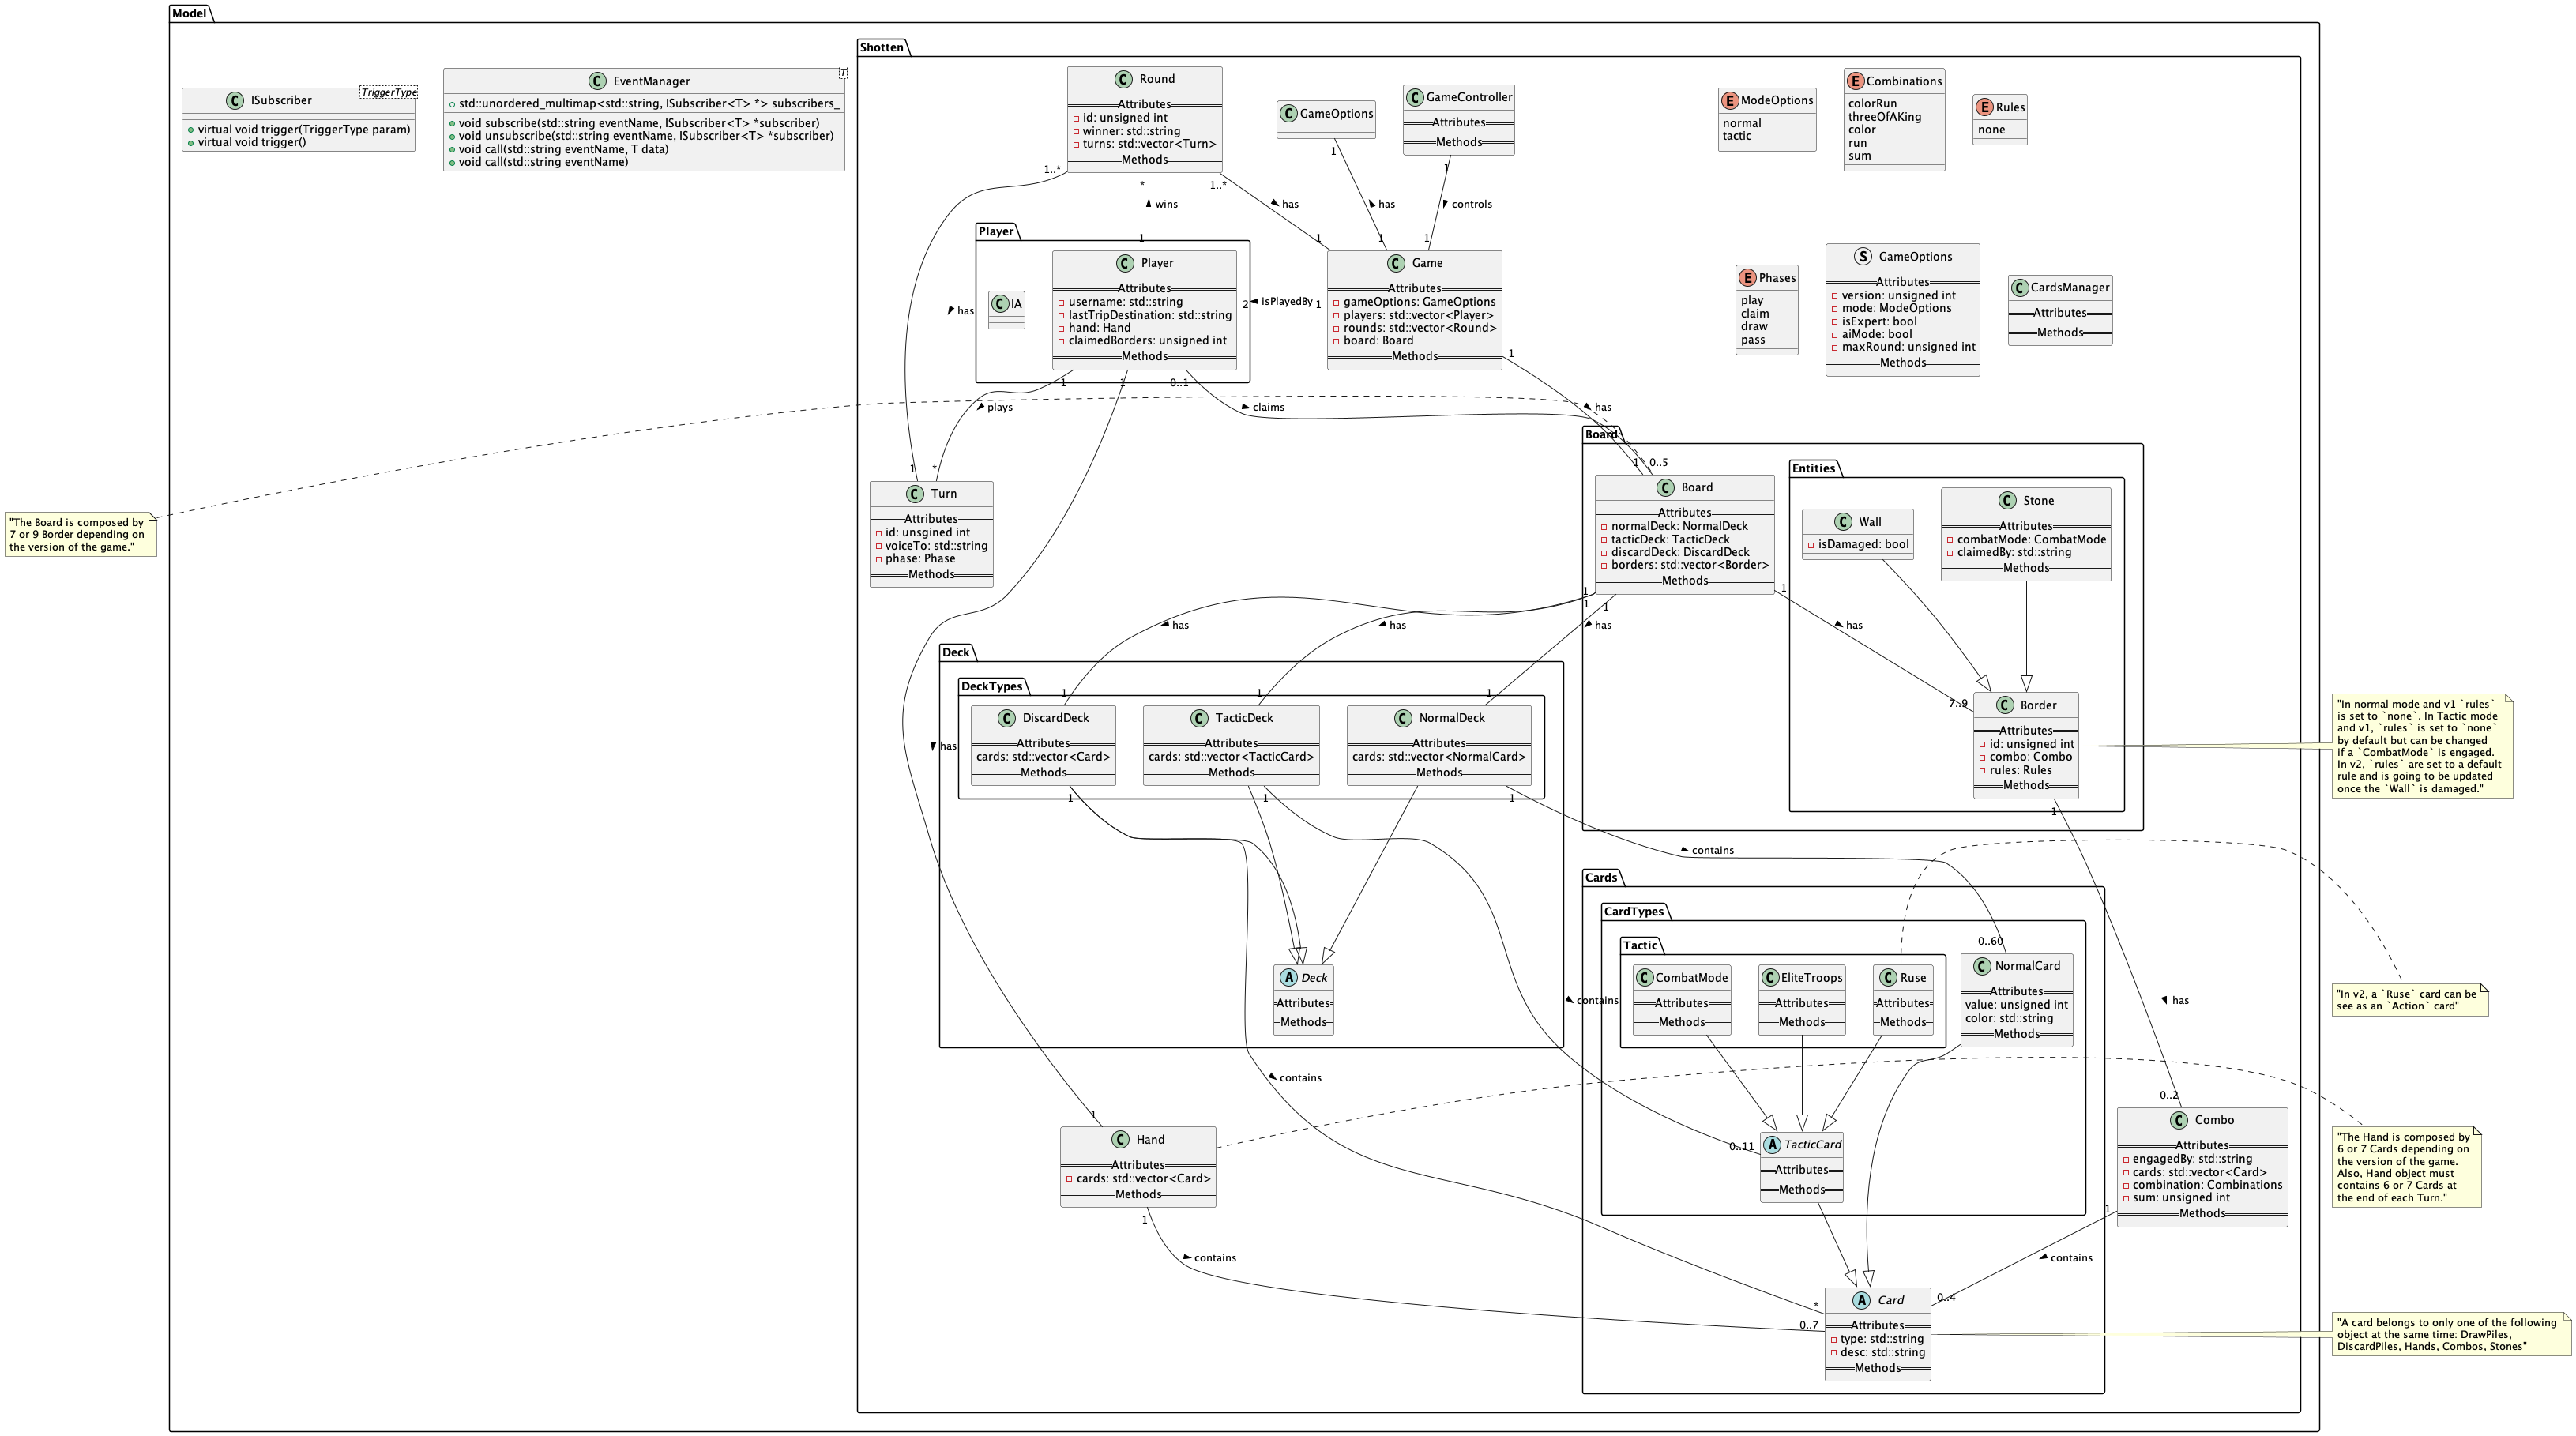 Model
Shotten
ISubscriber
TriggerType
virtual void trigger(TriggerType param)
virtual void trigger()
EventManager
T
std::unordered_multimap<std::string, ISubscriber<T> *> subscribers_
void subscribe(std::string eventName, ISubscriber<T> *subscriber)
void unsubscribe(std::string eventName, ISubscriber<T> *subscriber)
void call(std::string eventName, T data)
void call(std::string eventName)
C Round
Attributes
id: unsigned int
winner: std::string
turns: std::vector<Turn>
Methods
C GameOptions
C GameController
Attributes
Methods
E ModeOptions
normal
tactic
E Combinations
colorRun
threeOfAKing
color
run
sum
E Rules
none
1..*
*
1..*
1
1
wins
has
has
controls
Player
1
1
1
1
C IA
C Player
Attributes
username: std::string
lastTripDestination: std::string
hand: Hand
claimedBorders: unsigned int
Methods
has
2
isPlayedBy
1
C Game
Attributes
gameOptions: GameOptions
players: std::vector<Player>
rounds: std::vector<Round>
board: Board
Methods
E Phases
play
claim
draw
pass
S GameOptions
Attributes
version: unsigned int
mode: ModeOptions
isExpert: bool
aiMode: bool
maxRound: unsigned int
Methods
C CardsManager
Attributes
Methods
1
1
1
0..1
plays
claims
has
1
*
1
0..5
"The Board is composed by
7 or 9 Border depending on
the version of the game."
C Turn
Attributes
id: unsgined int
voiceTo: std::string
phase: Phase
Methods
Board
C Board
Attributes
normalDeck: NormalDeck
tacticDeck: TacticDeck
discardDeck: DiscardDeck
borders: std::vector<Border>
Methods
Entities
C Wall
isDamaged: bool
C Stone
Attributes
combatMode: CombatMode
claimedBy: std::string
Methods
1
1
1
1
has
has
has
has
Deck
DeckTypes
1
1
1
7..9
C DiscardDeck
Attributes
cards: std::vector<Card>
Methods
C TacticDeck
Attributes
cards: std::vector<TacticCard>
Methods
C NormalDeck
Attributes
cards: std::vector<NormalCard>
Methods
C Border
Attributes
id: unsigned int
combo: Combo
rules: Rules
Methods
"In normal mode and v1 `rules`
is set to `none`. In Tactic mode
and v1, `rules` is set to `none`
by default but can be changed
if a `CombatMode` is engaged.
In v2, `rules` are set to a default
rule and is going to be updated
once the `Wall` is damaged."
has
1
1
1
1
contains
Cards
CardTypes
Tactic
0..60
A Deck
Attributes
Methods
contains
C CombatMode
Attributes
Methods
C EliteTroops
Attributes
Methods
C Ruse
Attributes
Methods
C NormalCard
Attributes
value: unsigned int
color: std::string
Methods
has
"In v2, a `Ruse` card can be
see as an `Action` card"
contains
1
0..11
0..2
C Hand
Attributes
cards: std::vector<Card>
Methods
A TacticCard
Attributes
Methods
C Combo
Attributes
engagedBy: std::string
cards: std::vector<Card>
combination: Combinations
sum: unsigned int
Methods
"The Hand is composed by
6 or 7 Cards depending on
the version of the game.
Also, Hand object must
contains 6 or 7 Cards at
the end of each Turn."
1
1
contains
contains
*
0..7
0..4
A Card
Attributes
type: std::string
desc: std::string
Methods
"A card belongs to only one of the following
object at the same time: DrawPiles,
DiscardPiles, Hands, Combos, Stones"